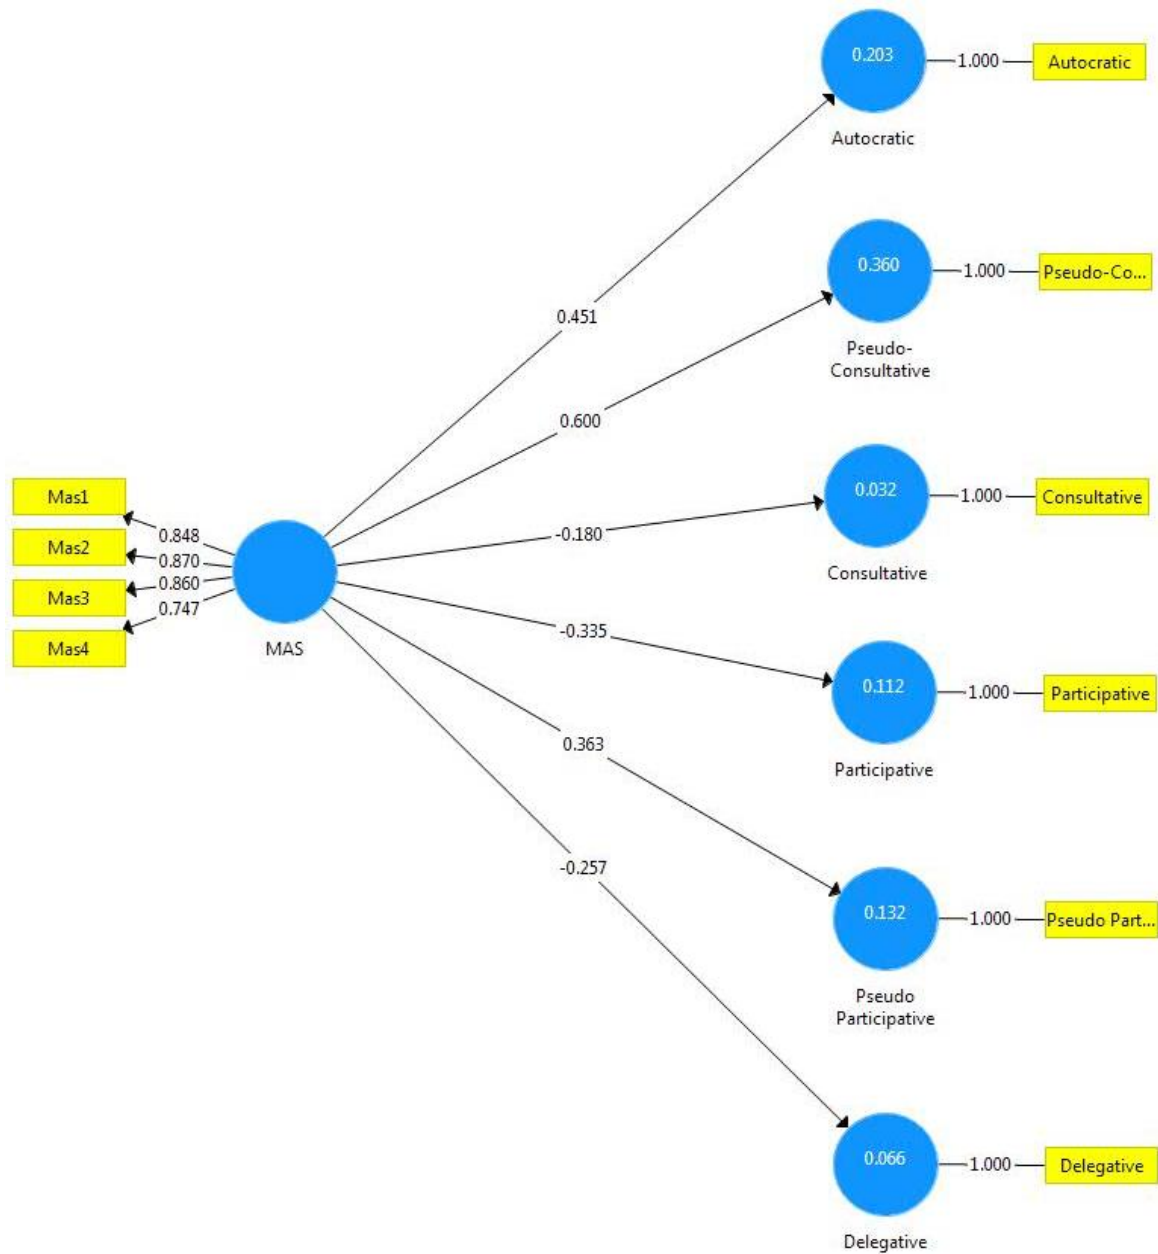 0.203
1.000
Autocratic
Autocratic
0.360
1.000
Pseudo-Co...
Pseudo-
Consultative
0.451
0.600
0.032
1.000
Consultative
Consultative
-0.180
Mas1
0.848
Mas2
0.870
Mas3
0.860
Mas4
0.747
MAS
-0.335
0.112
1.000
Participative
Participative
0.363
0.132
1.000
Pseudo Part...
Pseudo
Participative
-0.257
0.066
1.000
Delegative
Delegative